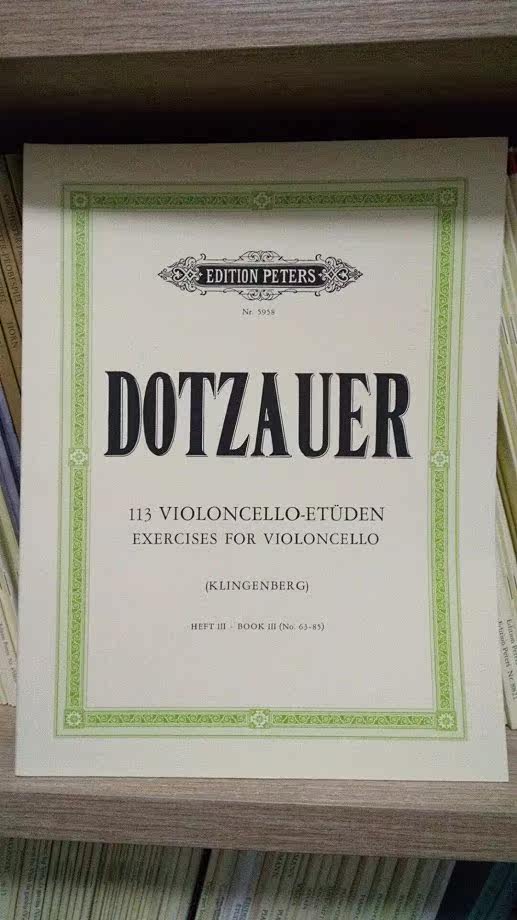 EDITION PETERS
Nr. 5958
DOTZAUER
113 VIOLONCELLO-ETÜDEN
EXERCISES FOR VIOLONCELLO
(KLINGENBERG)
HEFT III - BOOK III (No. 63-85)